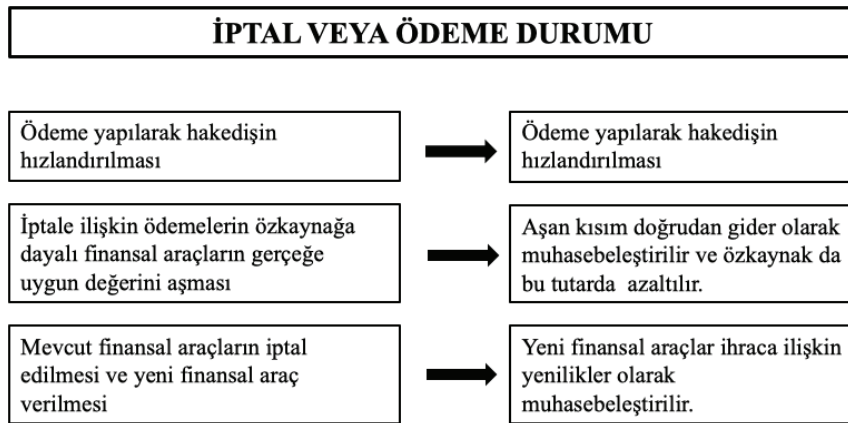 İPTAL VEYA ÖDEME DURUMU
Ödeme yapılarak hakedişin
hızlandırılması
Ödeme yapılarak hakedişin
hızlandırılması
İptale ilişkin ödemelerin özkaynağa
dayalı finansal araçların gerçeğe
uygun değerini aşması
Aşan kısım doğrudan gider olarak
muhasebeleştirilir ve özkaynak da
bu tutarda azaltılır.
Mevcut finansal araçların iptal
edilmesi ve yeni finansal araç
verilmesi
Yeni finansal araçlar ihraca ilişkin
yenilikler olarak
muhasebeleştirilir.